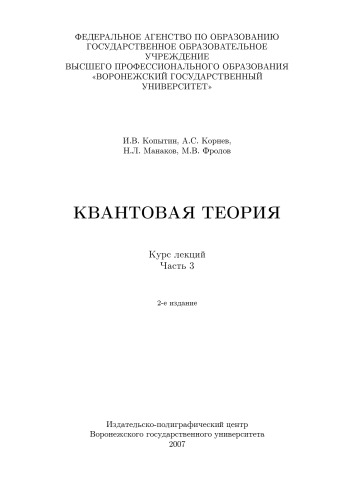 ФЕДЕРАЛЬНОЕ АГЕНСТВО ПО ОБРАЗОВАНИЮ
ГОСУДАРСТВЕННОЕ ОБРАЗОВАТЕЛЬНОЕ
УЧРЕЖДЕНИЕ
ВЫСШЕГО ПРОФЕССИОНАЛЬНОГО ОБРАЗОВАНИЯ
«ВОРОНЕЖСКИЙ ГОСУДАРСТВЕННЫЙ
УНИВЕРСИТЕТ»
И.В. Копытин, А.С. Корнев,
Н.Л. Манаков, М.В. Фролов
КВАНТОВАЯ ТЕОРИЯ
Курс лекций
Часть 3
2-е издание
Издательско-полиграфический центр
Воронежского государственного университета
2007